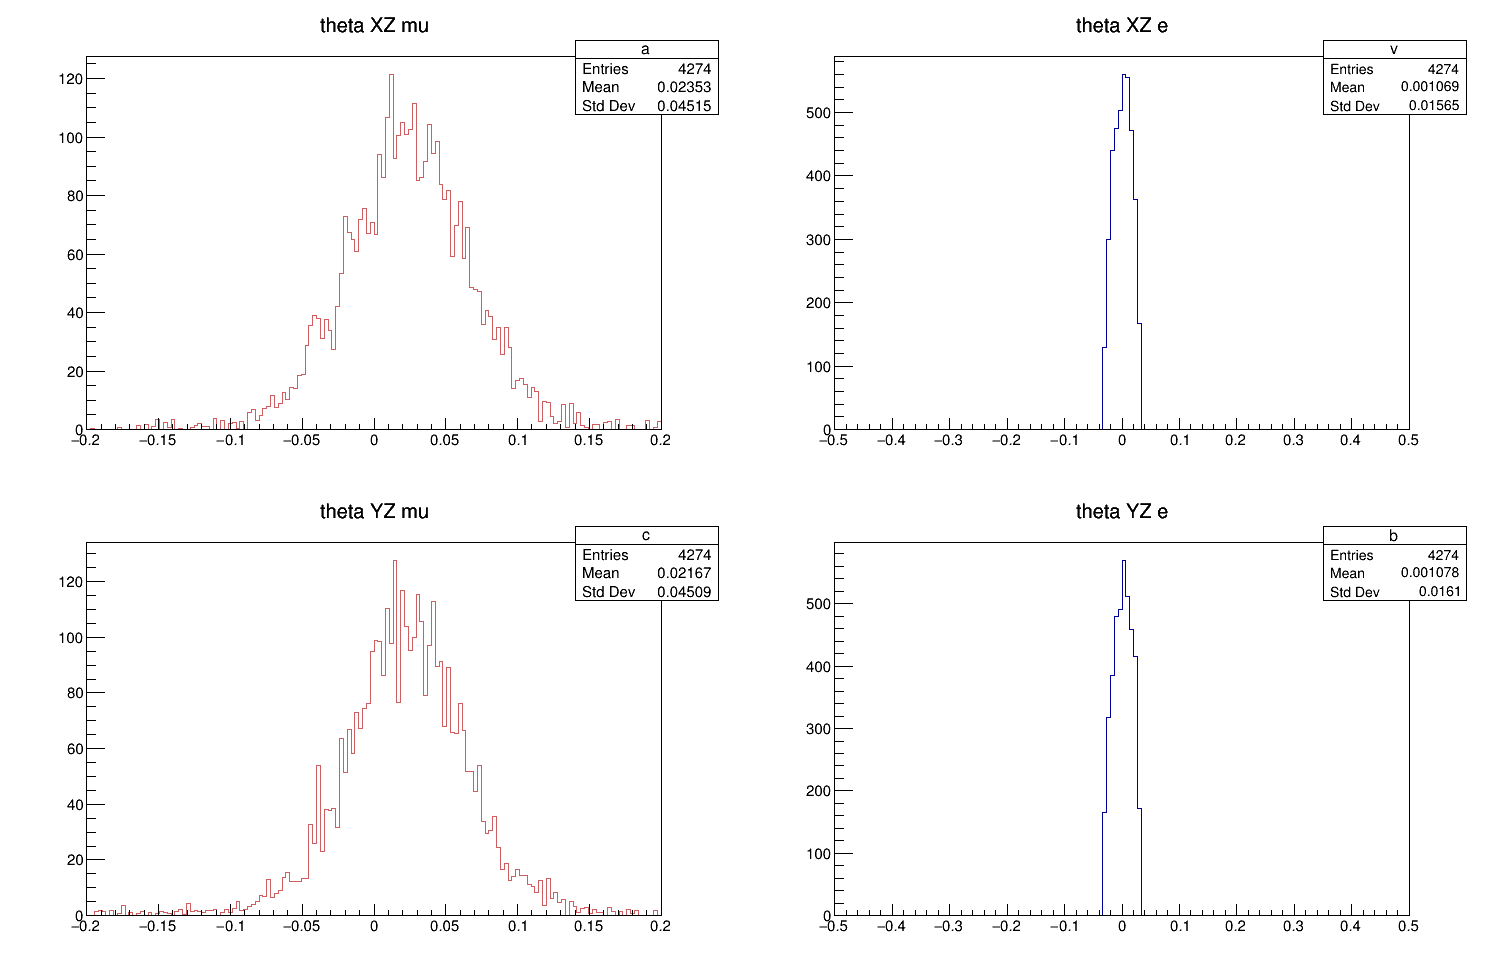 theta XZ mu
a
Entries 4274
Mean 0.02353
Std Dev 0.04515
120
100
80
60
40
20
0
−0.2 −0.15 −0.1 −0.05 0 0.05 0.1 0.15 0.2
theta XZ e
v
Entries 4274
Mean 0.001069
Std Dev 0.01565
500
400
300
200
100
0
−0.5 −0.4 −0.3 −0.2 −0.1 0 0.1 0.2 0.3 0.4 0.5
theta YZ mu
c
Entries 4274
Mean 0.02167
Std Dev 0.04509
120
100
80
60
40
20
0
−0.2 −0.15 −0.1 −0.05 0 0.05 0.1 0.15 0.2
theta YZ e
b
Entries 4274
Mean 0.001078
Std Dev 0.0161
500
400
300
200
100
0
−0.5 −0.4 −0.3 −0.2 −0.1 0 0.1 0.2 0.3 0.4 0.5